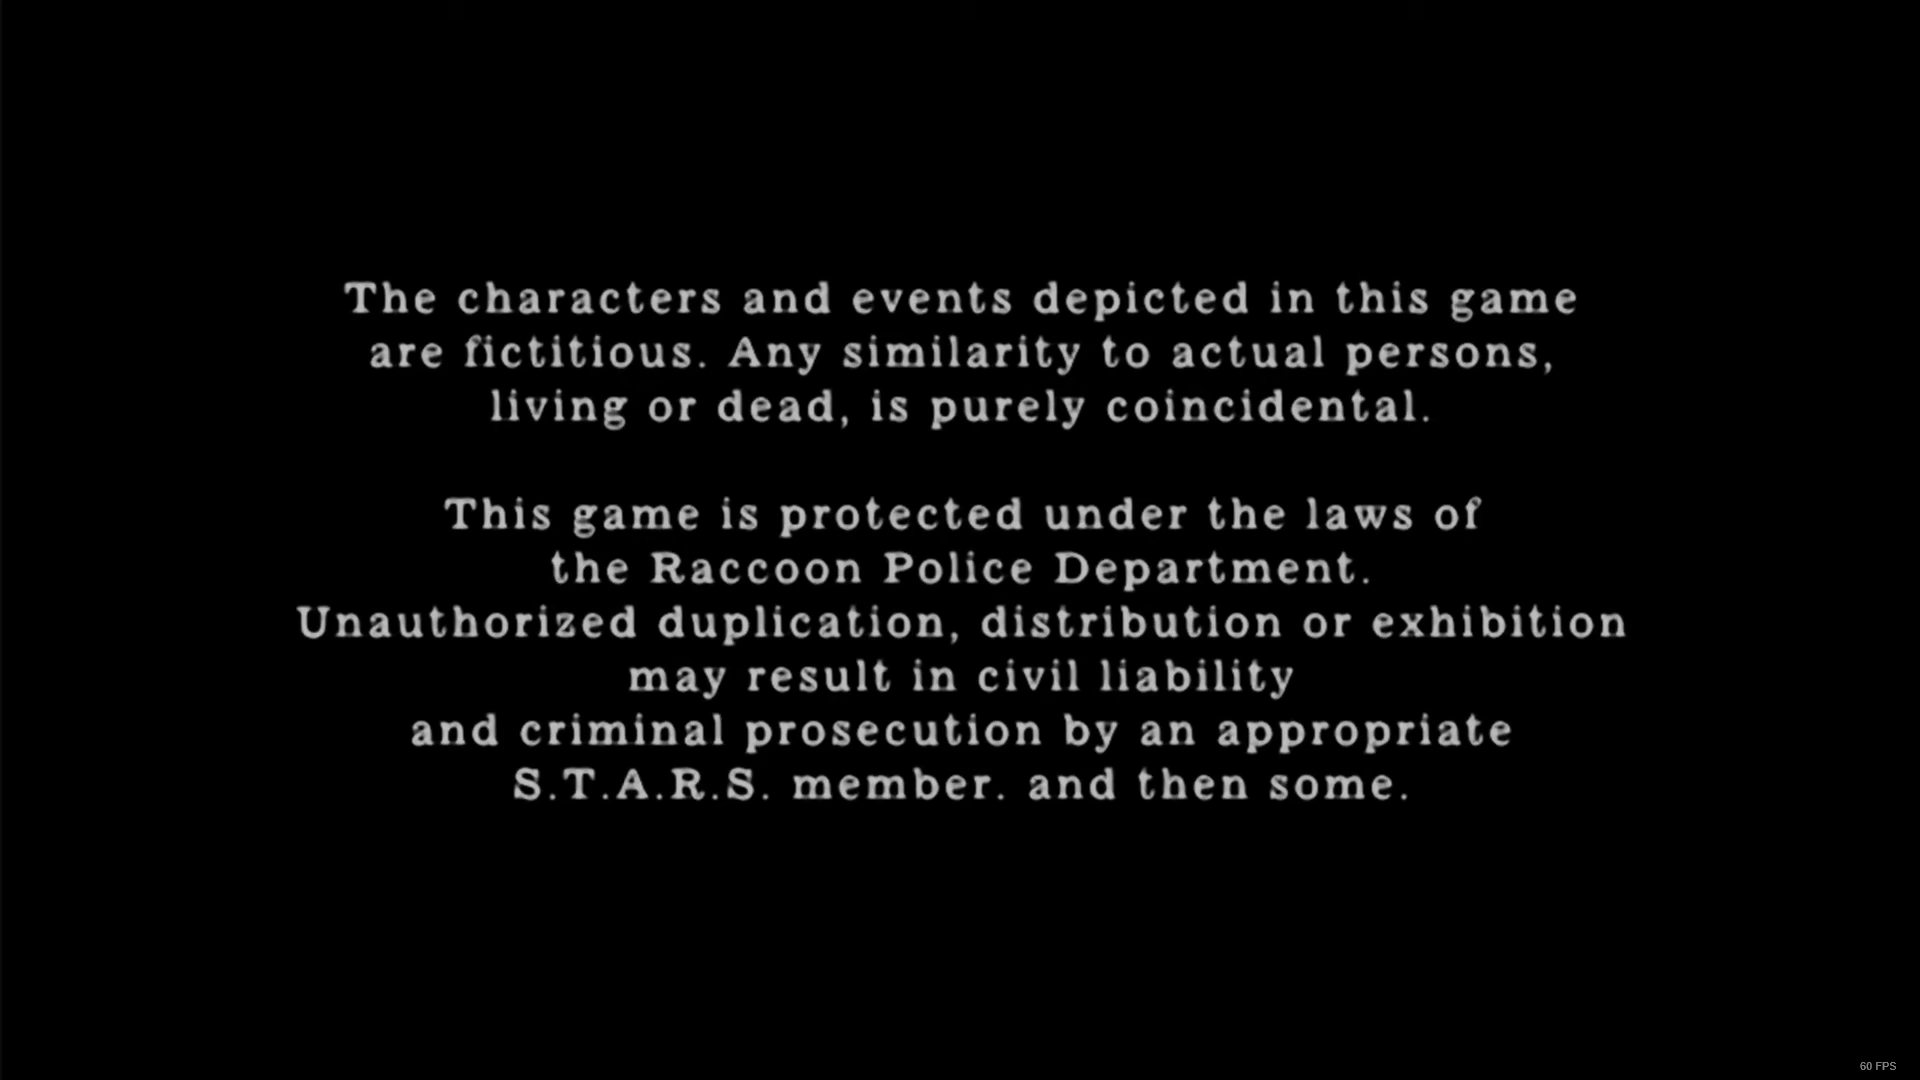 The characters and events depicted in this game
are fictitious. Any similarity to actual persons,
living or dead, is purely coincidental.
This game is protected under the laws of
the Raccoon Police Department.
Unauthorized duplication, distribution or exhibition
may result in civil liability
and criminal prosecution by an appropriate
S.T.A.R.S. member. and then some.
60 FPS